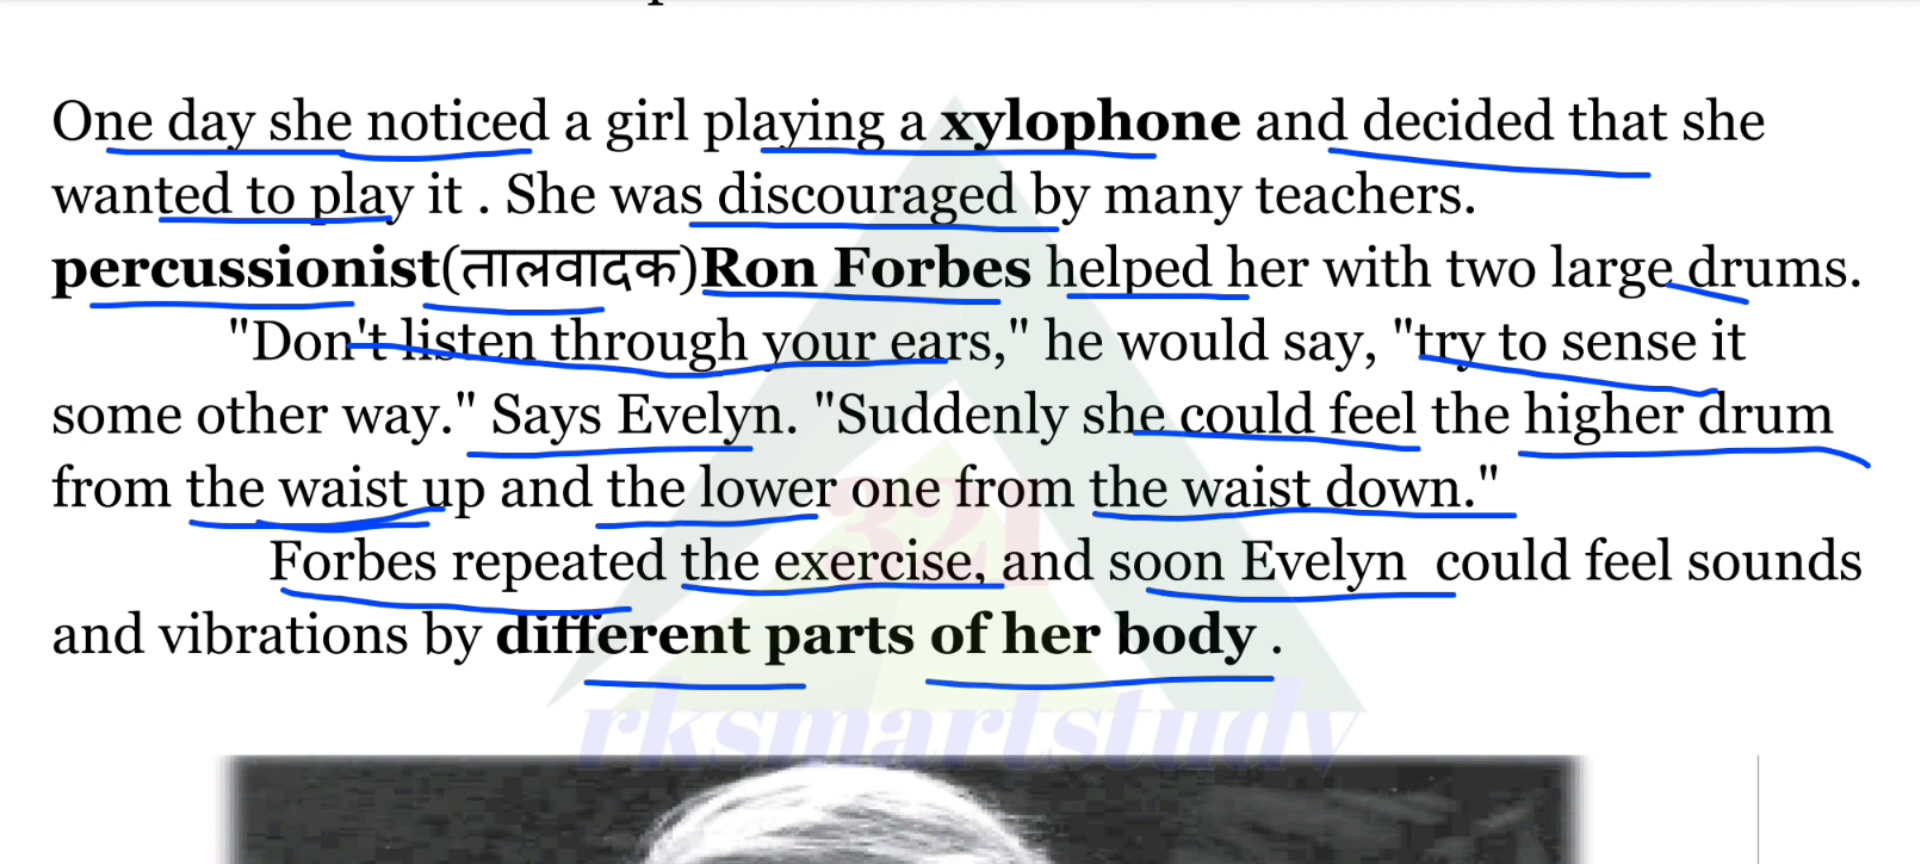 One day she noticed a girl playing a xylophone and decided that she
wanted to play it . She was discouraged by many teachers.
percussionist(तालवादक)Ron Forbes helped her with two large drums.
"Don't listen through your ears," he would say, "try to sense it
some other way." Says Evelyn. "Suddenly she could feel the higher drum
from the waist up and the lower one from the waist down."
Forbes repeated the exercise, and soon Evelyn could feel sounds
and vibrations by different parts of her body .
321
rksmartstudy